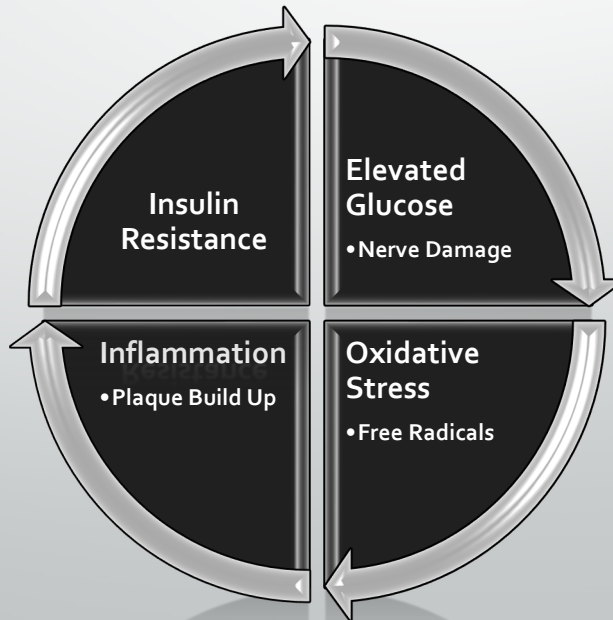 Insulin
Resistance
Elevated
Glucose
•Nerve Damage
Inflammation
•Plaque Build Up
Oxidative
Stress
•Free Radicals